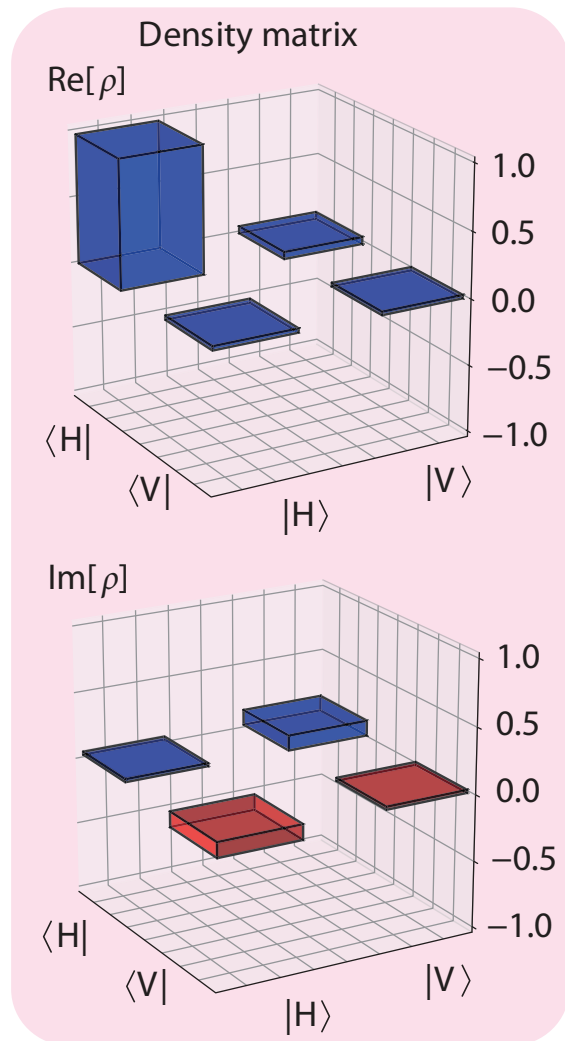 Density matrix
Re[ρ]
1.0
0.5
0.0
−0.5
−1.0
⟨H|
⟨V|
|H⟩
|V⟩
Im[ρ]
1.0
0.5
0.0
−0.5
−1.0
⟨H|
⟨V|
|H⟩
|V⟩